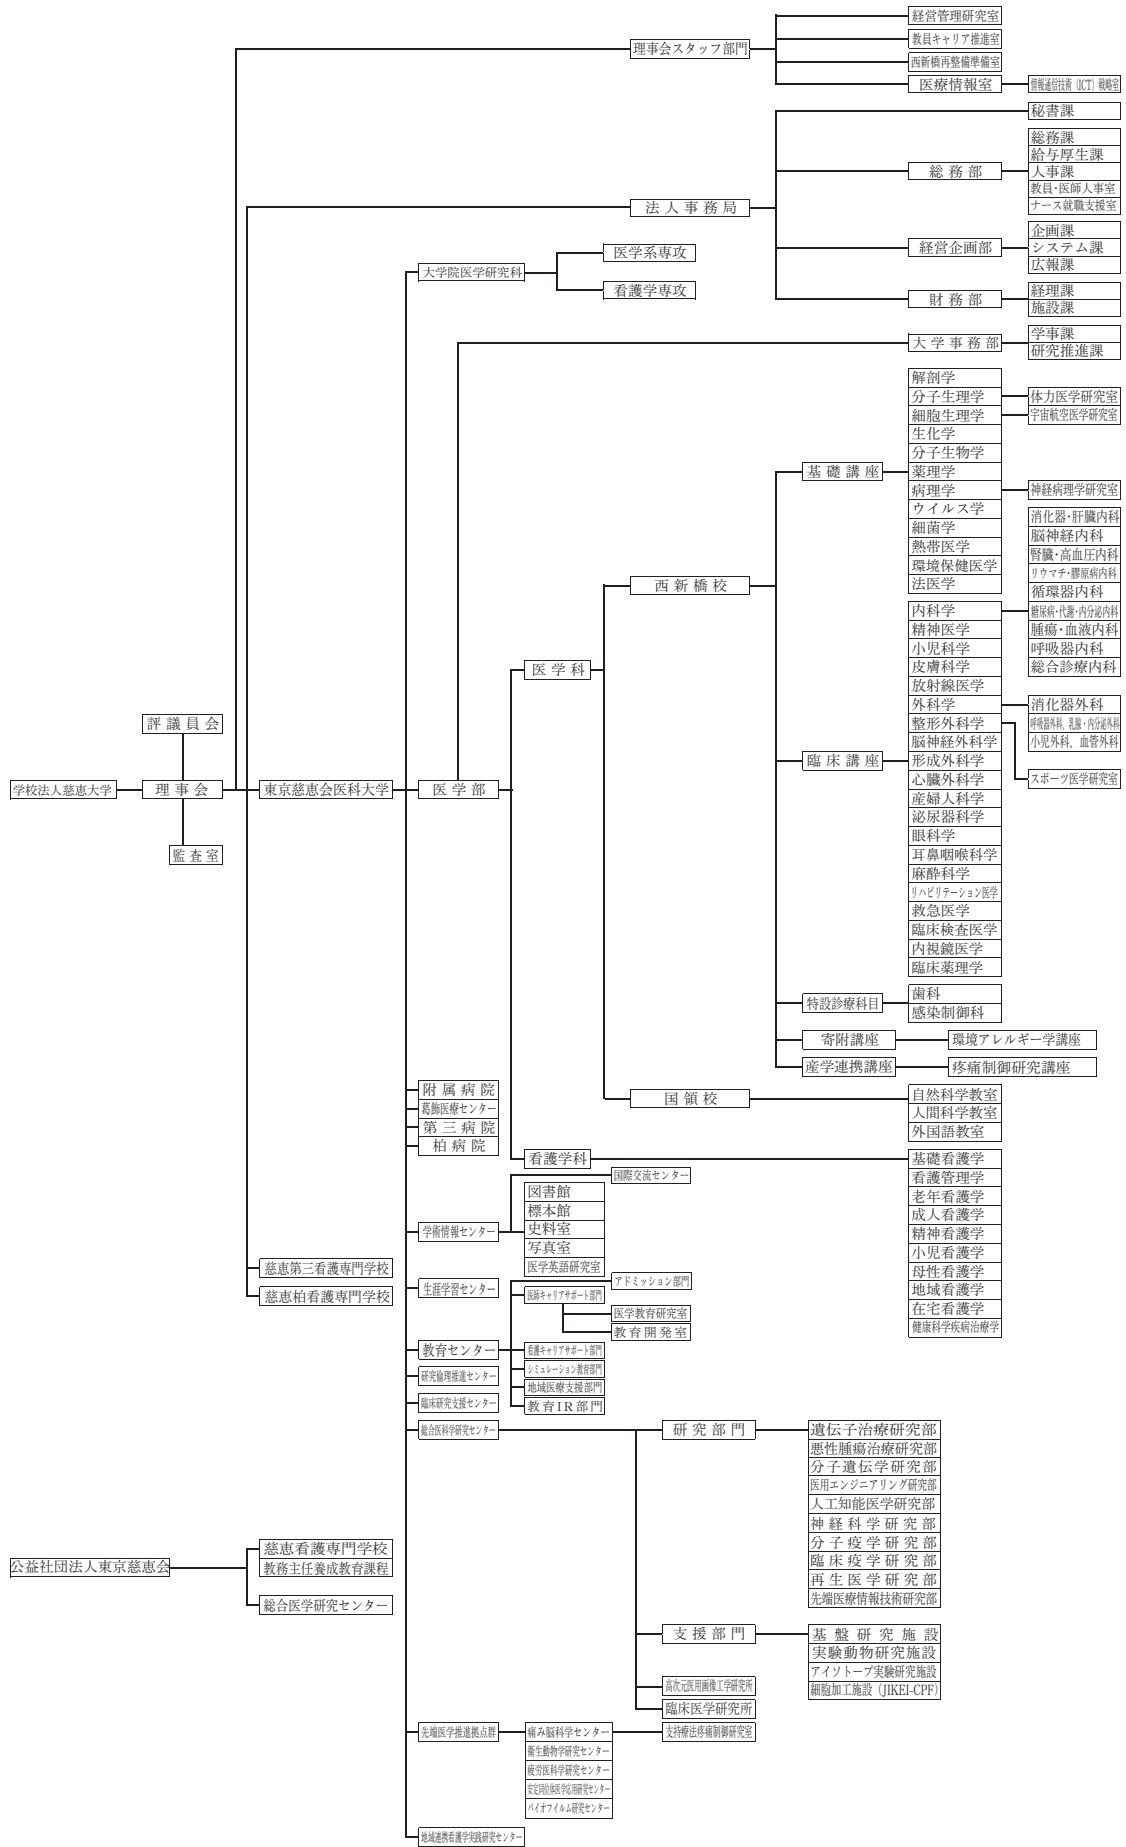 経営管理研究室
教員キャリア推進室
理事会スタッフ部門
西新橋再整備準備室
医療情報室
情報通信技術（ICT）戦略室
秘書課
総務課
給与厚生課
総務部
人事課
教員・医師人事室
ナース就職支援室
法人事務局
企画課
経営企画部
システム課
広報課
財務部
経理課
施設課
大学院医学研究科
医学系専攻
看護学専攻
大学事務部
学事課
研究推進課
解剖学
分子生理学
体力医学研究室
細胞生理学
宇宙航空医学研究室
生化学
分子生物学
基礎講座
薬理学
病理学
神経病理学研究室
ウイルス学
細菌学
熱帯医学
環境保健医学
法医学
消化器・肝臓内科
脳神経内科
腎臓・高血圧内科
リウマチ・膠原病内科
循環器内科
糖尿病・代謝・内分泌内科
腫瘍・血液内科
呼吸器内科
総合診療内科
西新橋校
内科学
精神医学
小児科学
皮膚科学
放射線医学
外科学
消化器外科
整形外科学
呼吸器外科、乳腺・内分泌外科
小児外科、血管外科
脳神経外科学
臨床講座
形成外科学
スポーツ医学研究室
心臓外科学
産婦人科学
泌尿器科学
眼科学
耳鼻咽喉科学
麻酔科学
リハビリテーション医学
救急医学
臨床検査医学
内視鏡医学
臨床薬理学
医学科
評議員会
学校法人慈恵大学
理事会
東京慈恵会医科大学
医学部
監査室
特設診療科目
歯科
感染制御科
寄附講座
環境アレルギー学講座
産学連携講座
疼痛制御研究講座
国領校
自然科学教室
人間科学教室
外国語教室
附属病院
葛飾医療センター
第三病院
柏病院
看護学科
基礎看護学
看護管理学
老年看護学
成人看護学
精神看護学
小児看護学
母性看護学
地域看護学
在宅看護学
健康科学疾病治療学
国際交流センター
学術情報センター
図書館
標本館
史料室
写真室
医学英語研究室
慈恵第三看護専門学校
慈恵柏看護専門学校
生涯学習センター
アドミッション部門
医師キャリアサポート部門
医学教育研究室
教育開発室
教育センター
看護キャリアサポート部門
シミュレーション教育部門
地域医療支援部門
教育IR部門
研究倫理推進センター
臨床研究支援センター
総合医科学研究センター
研究部門
遺伝子治療研究部
悪性腫瘍治療研究部
分子遺伝学研究部
医用エンジニアリング研究部
人工知能医学研究部
神経科学研究部
分子疫学研究部
臨床疫学研究部
再生医学研究部
先端医療情報技術研究部
公益社団法人東京慈恵会
慈恵看護専門学校
教務主任養成教育課程
総合医学研究センター
支援部門
基盤研究施設
実験動物研究施設
アイソトープ実験研究施設
細胞加工施設（JIKEI-CPF）
高次元医用画像工学研究所
臨床医学研究所
先端医学推進拠点群
痛み脳科学センター
支持療法疼痛制御研究室
衛生動物学研究センター
疲労医科学研究センター
安定同位体医学応用研究センター
バイオフィルム研究センター
地域連携看護学実践研究センター